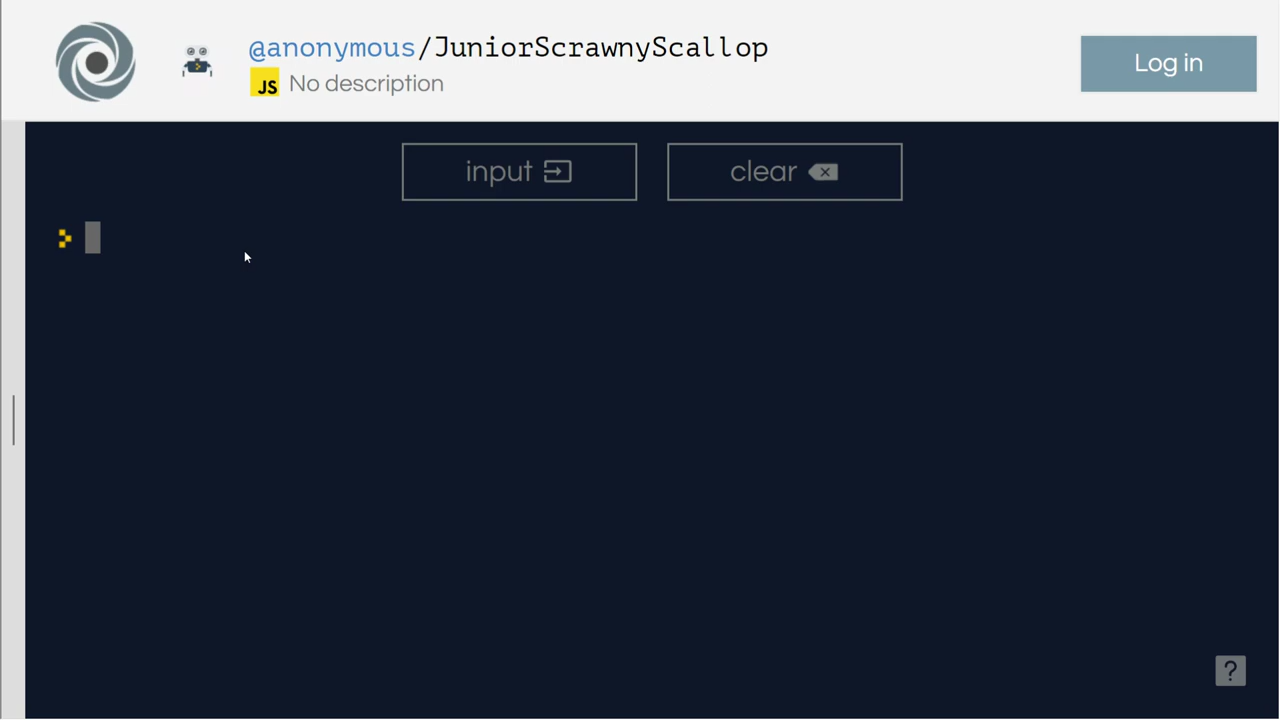 @anonymous/JuniorScrawnyScallop
JS No description
Log in
input
clear
?